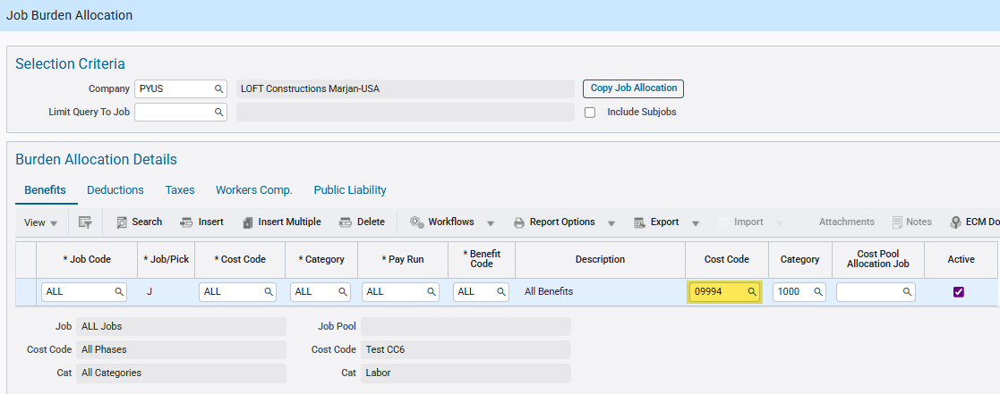 Job Burden Allocation
Selection Criteria
Company PYUS LOFT Constructions Marjan-USA Copy Job Allocation
Limit Query To Job Include Subjobs
Burden Allocation Details
Benefits Deductions Taxes Workers Comp. Public Liability
View Search Insert Insert Multiple Delete Workflows Report Options Export Import Attachments Notes ECM Do
* Job Code * Job/Pick * Cost Code * Category * Pay Run * Benefit Code Description Cost Code Category Cost Pool Allocation Job Active
ALL J ALL ALL ALL ALL All Benefits 09994 1000
Job ALL Jobs Job Pool
Cost Code All Phases Cost Code Test CC6
Cat All Categories Cat Labor